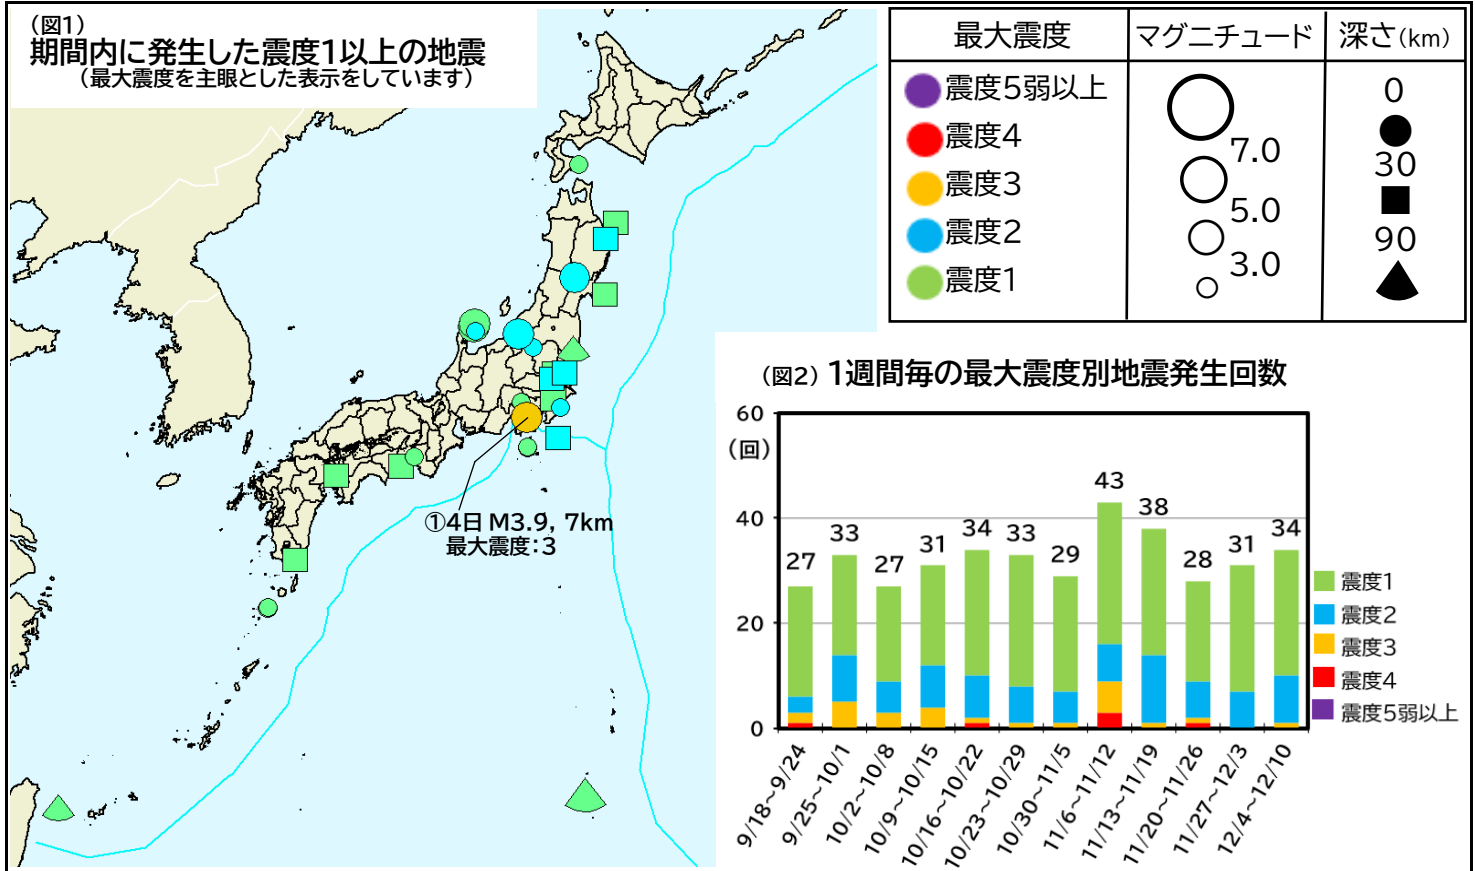 (図1)
期間内に発生した震度1以上の地震
(最大震度を主眼とした表示をしています)
①4日 M3.9, 7km
最大震度:3
最大震度
マグニチュード
深さ(km)
震度5弱以上
震度4
震度3
震度2
震度1
7.0
5.0
3.0
0
30
90
(図2) 1週間毎の最大震度別地震発生回数
60
(回)
40
20
0
27
33
27
31
34
33
29
43
38
28
31
34
9/18~9/24
9/25~10/1
10/2~10/8
10/9~10/15
10/16~10/22
10/23~10/29
10/30~11/5
11/6~11/12
11/13~11/19
11/20~11/26
11/27~12/3
12/4~12/10
震度1
震度2
震度3
震度4
震度5弱以上